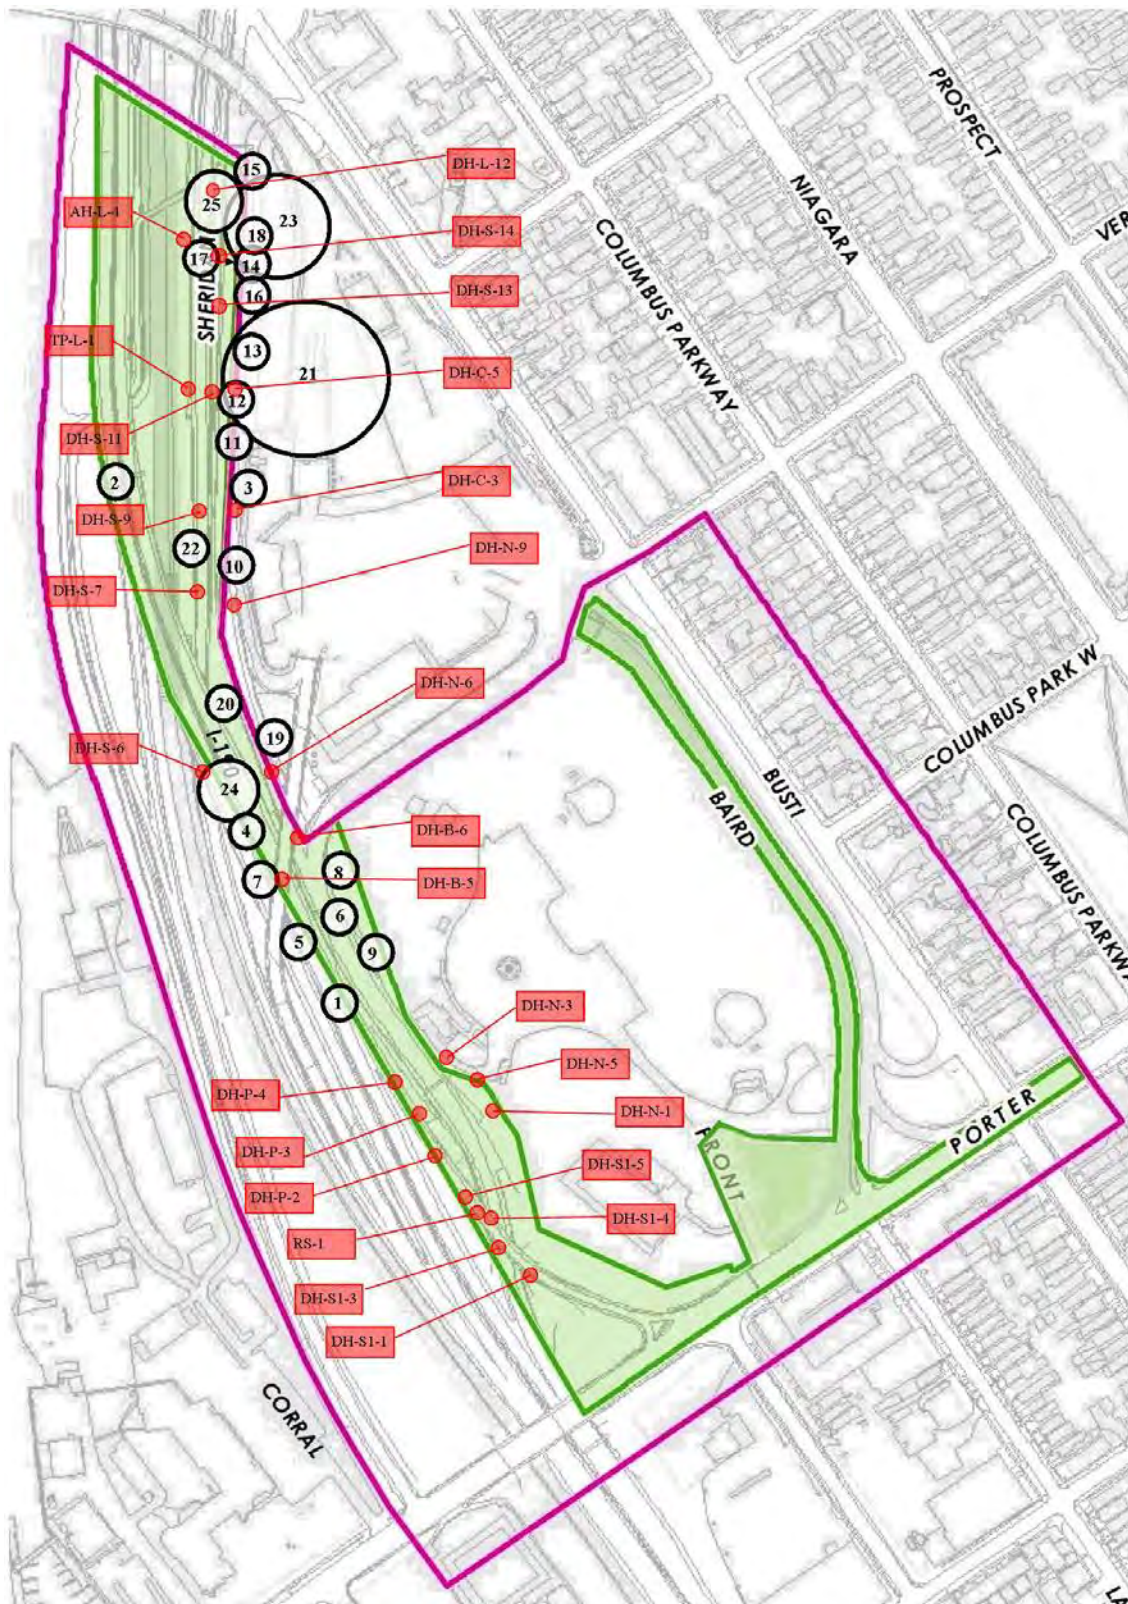 PROSPECT
NIAGARA
VER
COLUMBUS PARKWAY
15
DH-L-12
25
23
AH-L-4
18
DH-S-14
17
14
SHERID
16
DH-S-13
TP-L-1
13
21
DH-C-5
12
DH-S-11
11
2
3
DH-C-3
DH-S-9
22
10
DH-N-9
DH-S-7
20
DH-N-6
19
I-1
0
DH-S-6
24
4
DH-B-6
7
8
DH-B-5
6
5
9
1
COLUMBUS PARK W
BUSTI
BAIRD
COLUMBUS PARKWA
DH-N-3
DH-N-5
DH-P-4
DH-N-1
DH-P-3
PORTER
FRONT
DH-S1-5
DH-P-2
DH-S1-4
RS-1
DH-S1-3
DH-S1-1
CORRAL
LA